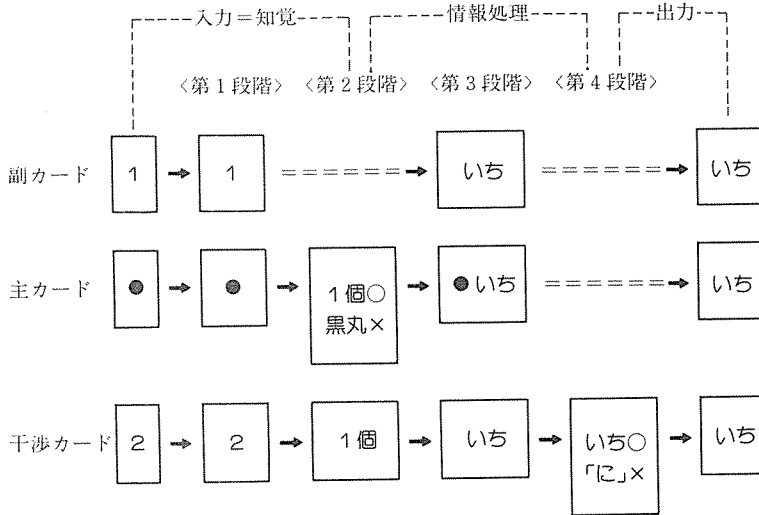 入力＝知覚 情報処理 出力
〈第1段階〉 〈第2段階〉 〈第3段階〉 〈第4段階〉
副カード 1 → 1 ====== → いち ====== → いち
主カード ● → ● → 1個○ → ●いち ====== → いち
黒丸×
干渉カード 2 → 2 → 1個 → いち → いち○ → いち
「に」×